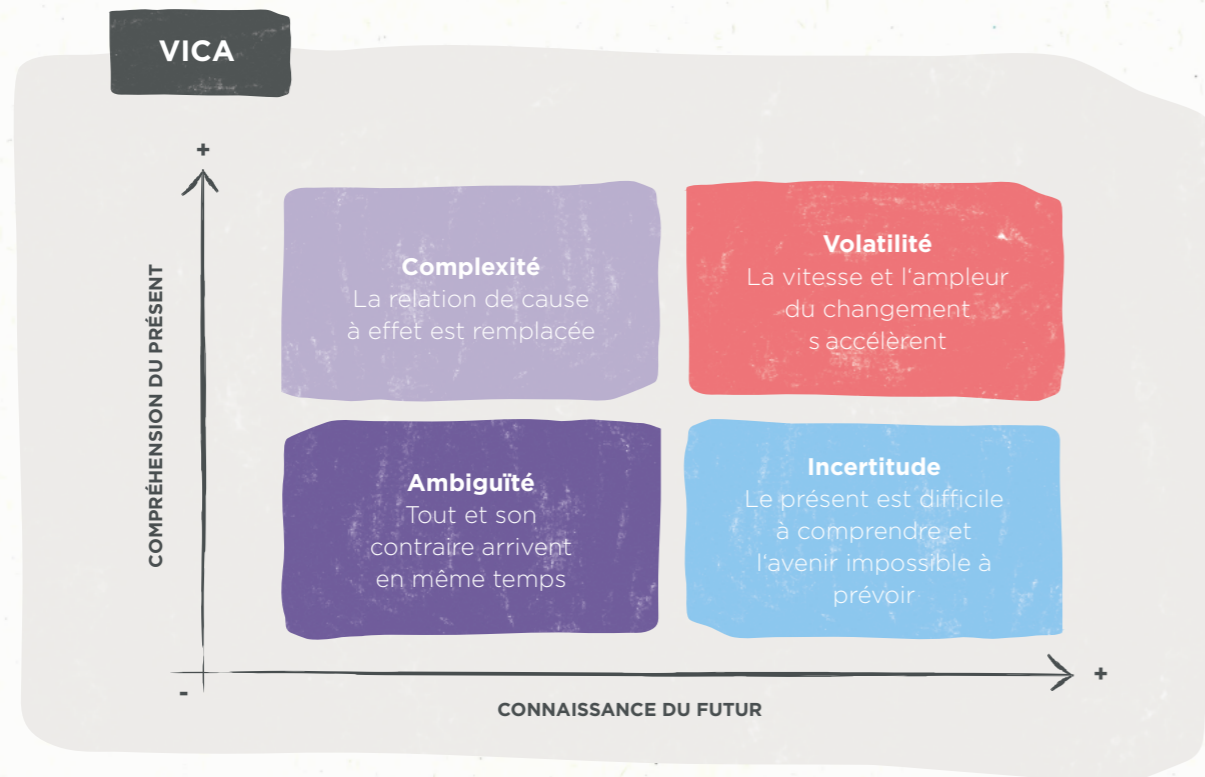 VICA
+
COMPRÉHENSION DU PRÉSENT
Complexité
La relation de cause
à effet est remplacée
Volatilité
La vitesse et l‘ampleur
du changement
s accélèrent
Ambiguïté
Tout et son
contraire arrivent
en même temps
Incertitude
Le présent est difficile
à comprendre et
l‘avenir impossible à
prévoir
-
+
CONNAISSANCE DU FUTUR